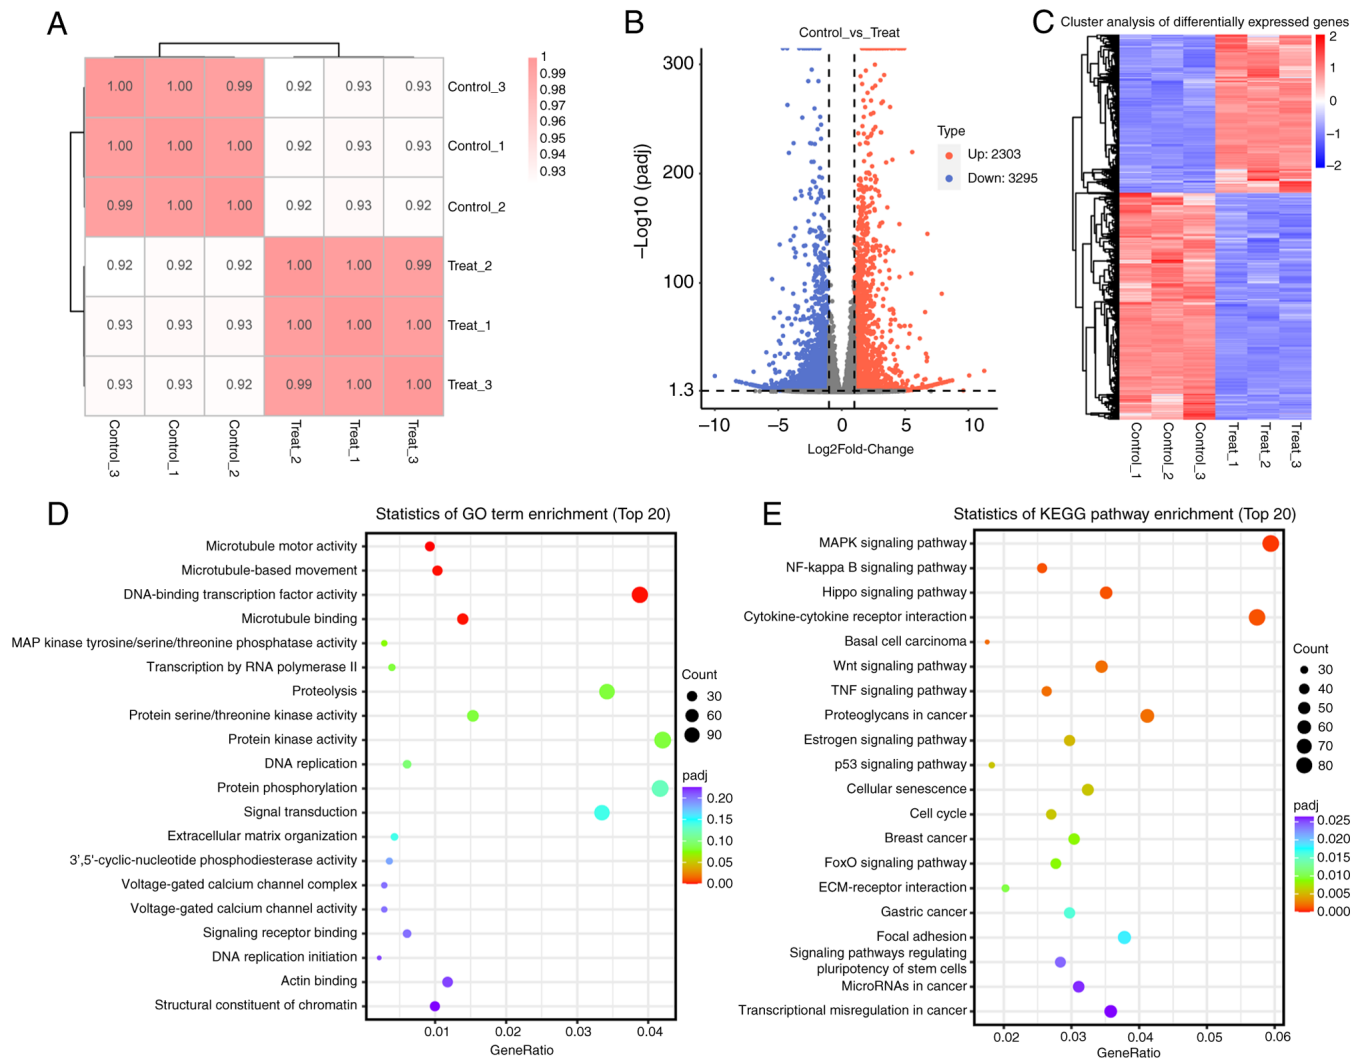 A
1.00 1.00 0.99 0.92 0.93 0.93 Control_3
1.00 1.00 1.00 0.92 0.93 0.93 Control_1
0.99 1.00 1.00 0.92 0.93 0.92 Control_2
0.92 0.92 0.92 1.00 1.00 0.99 Treat_2
0.93 0.93 0.93 1.00 1.00 1.00 Treat_1
0.93 0.93 0.92 0.99 1.00 1.00 Treat_3
Control_3 Control_1 Control_2 Treat_2 Treat_1 Treat_3
1
0.99
0.98
0.97
0.96
0.95
0.94
0.93
B
Control_vs_Treat
−Log10 (padj)
300
200
100
1.3
−10 −5 0 5 10
Log2Fold-Change
Type
Up: 2303
Down: 3295
C
Cluster analysis of differentially expressed genes
2
1
0
−1
−2
Control_1 Control_2 Control_3 Treat_1 Treat_2 Treat_3
D
Statistics of GO term enrichment (Top 20)
Microtubule motor activity
Microtubule-based movement
DNA-binding transcription factor activity
Microtubule binding
MAP kinase tyrosine/serine/threonine phosphatase activity
Transcription by RNA polymerase II
Proteolysis
Protein serine/threonine kinase activity
Protein kinase activity
DNA replication
Protein phosphorylation
Signal transduction
Extracellular matrix organization
3',5'-cyclic-nucleotide phosphodiesterase activity
Voltage-gated calcium channel complex
Voltage-gated calcium channel activity
Signaling receptor binding
DNA replication initiation
Actin binding
Structural constituent of chromatin
0.01 0.02 0.03 0.04
GeneRatio
Count
30
60
90
padj
0.20
0.15
0.10
0.05
0.00
E
Statistics of KEGG pathway enrichment (Top 20)
MAPK signaling pathway
NF-kappa B signaling pathway
Hippo signaling pathway
Cytokine-cytokine receptor interaction
Basal cell carcinoma
Wnt signaling pathway
TNF signaling pathway
Proteoglycans in cancer
Estrogen signaling pathway
p53 signaling pathway
Cellular senescence
Cell cycle
Breast cancer
FoxO signaling pathway
ECM-receptor interaction
Gastric cancer
Focal adhesion
Signaling pathways regulating
pluripotency of stem cells
MicroRNAs in cancer
Transcriptional misregulation in cancer
0.02 0.03 0.04 0.05 0.06
GeneRatio
Count
30
40
50
60
70
80
padj
0.025
0.020
0.015
0.010
0.005
0.000